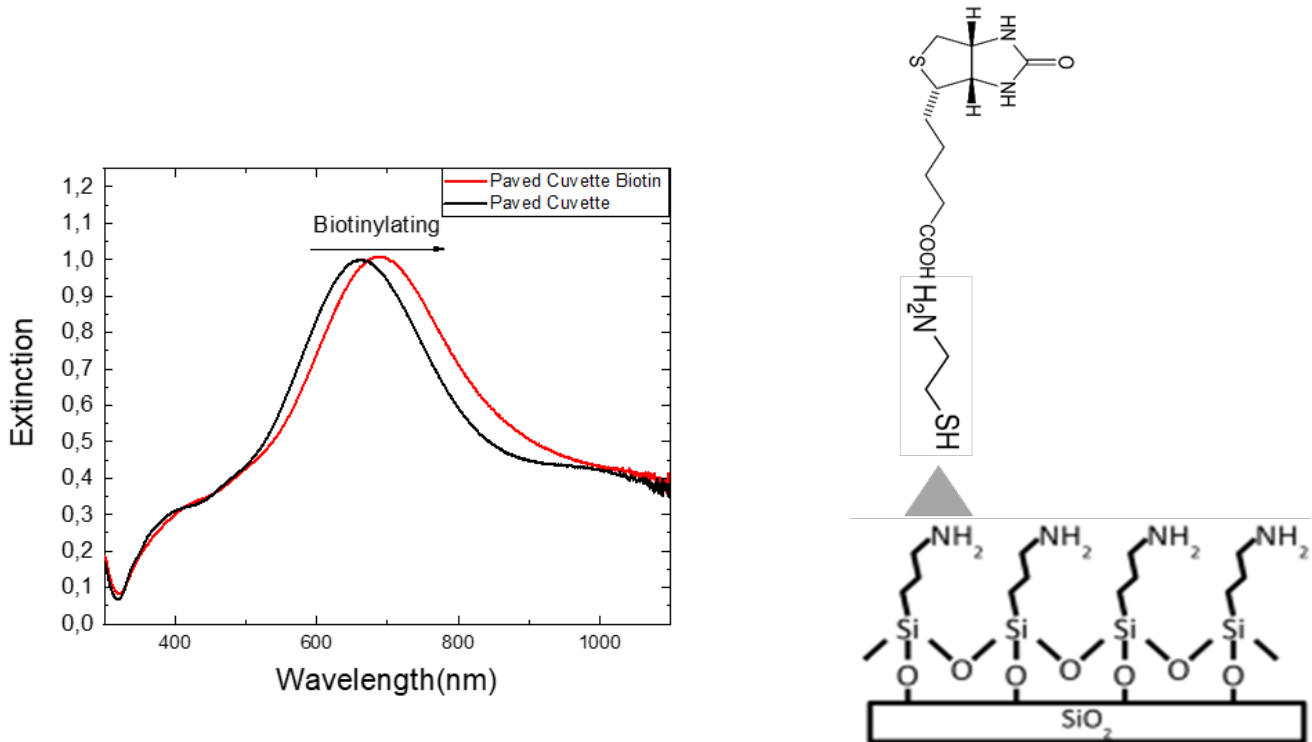 Paved Cuvette Biotin
Paved Cuvette
Biotinylating
1,2
1,1
1,0
0,9
0,8
0,7
0,6
0,5
0,4
0,3
0,2
0,1
0,0
400 600 800 1000
Extinction
Wavelength(nm)
H
HN
S
O
NH
H
COOH
H2N
SH
NH2 NH2 NH2 NH2
Si Si Si Si
O O O
O O O O
SiO2